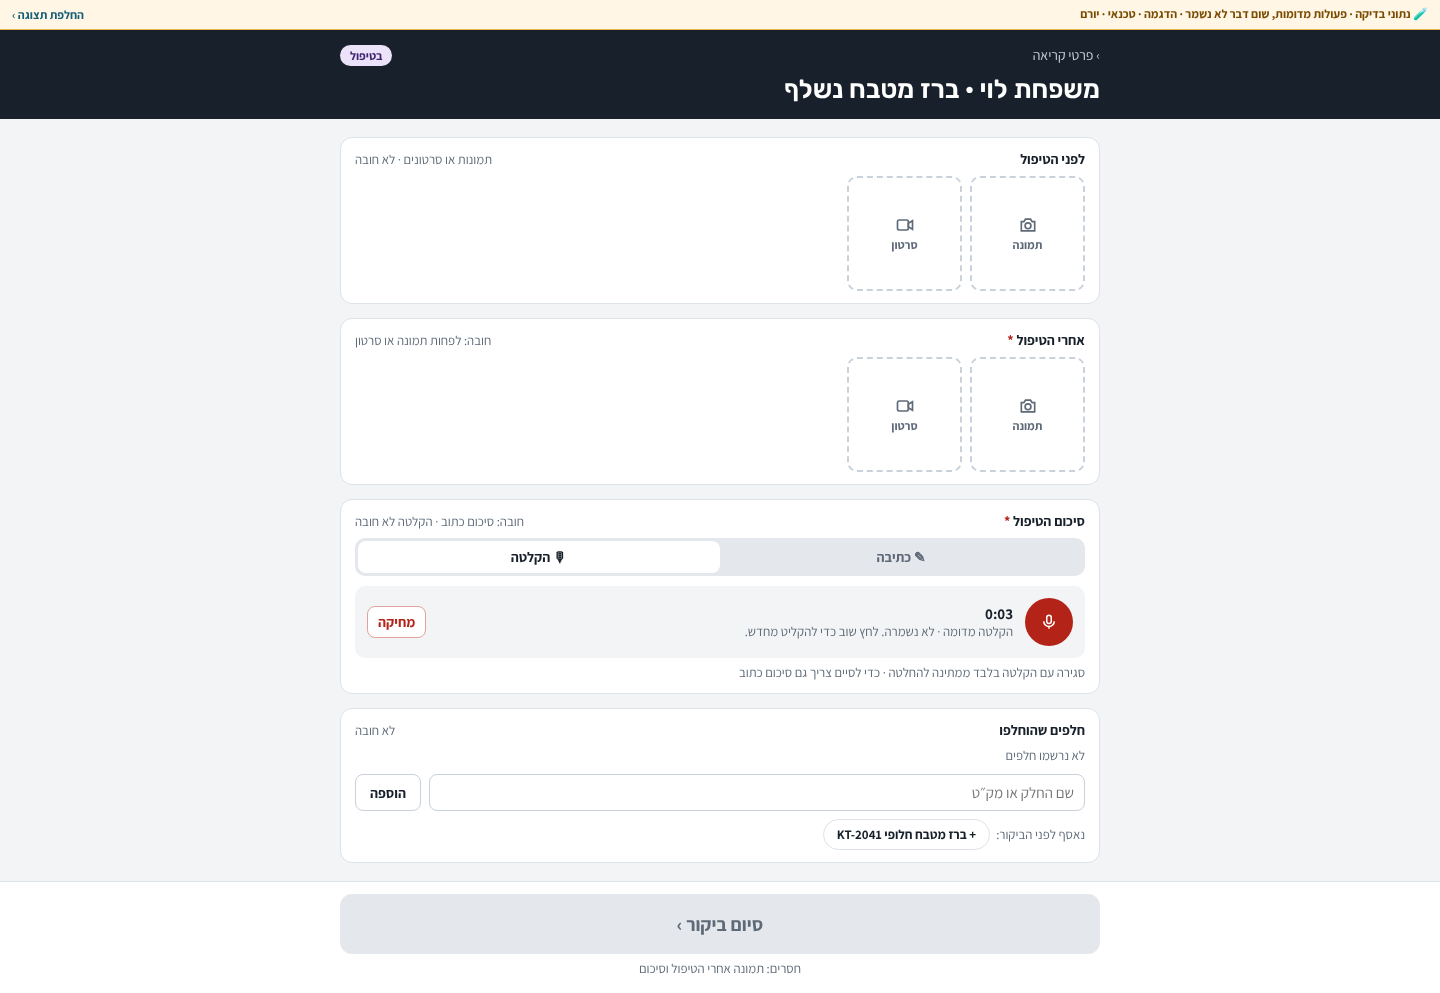 🧪 נתוני בדיקה · פעולות מדומות, שום דבר לא נשמר · הדגמה · טכנאי · יורם
החלפת תצוגה ›
› פרטי קריאה
בטיפול
משפחת לוי • ברז מטבח נשלף
לפני הטיפול
תמונות או סרטונים · לא חובה
תמונה
סרטון
אחרי הטיפול *
חובה: לפחות תמונה או סרטון
תמונה
סרטון
סיכום הטיפול *
חובה: סיכום כתוב · הקלטה לא חובה
✎ כתיבה
🎙 הקלטה
0:03
הקלטה מדומה · לא נשמרה. לחץ שוב כדי להקליט מחדש.
מחיקה
סגירה עם הקלטה בלבד ממתינה להחלטה · כדי לסיים צריך גם סיכום כתוב
חלפים שהוחלפו
לא חובה
לא נרשמו חלפים
שם החלק או מק״ט
הוספה
נאסף לפני הביקור:
+ ברז מטבח חלופי KT-2041
סיום ביקור ›
חסרים: תמונה אחרי הטיפול וסיכום